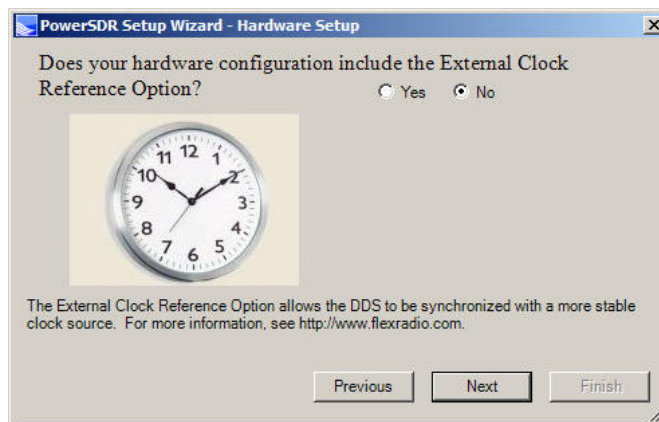 PowerSDR Setup Wizard - Hardware Setup
Does your hardware configuration include the External Clock
Reference Option?
Yes
No
12
1
2
3
4
5
6
7
8
9
10
11
The External Clock Reference Option allows the DDS to be synchronized with a more stable
clock source. For more information, see http://www.flexradio.com.
Previous
Next
Finish